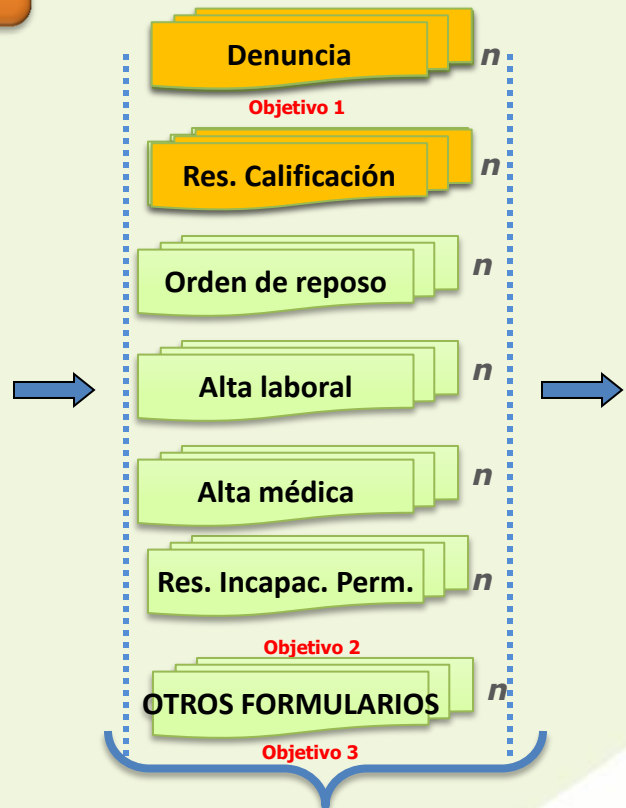 Denuncia
n
Objetivo 1
Res. Calificación
n
Orden de reposo
n
Alta laboral
n
Alta médica
n
Res. Incapac. Perm.
n
Objetivo 2
OTROS FORMULARIOS
n
Objetivo 3